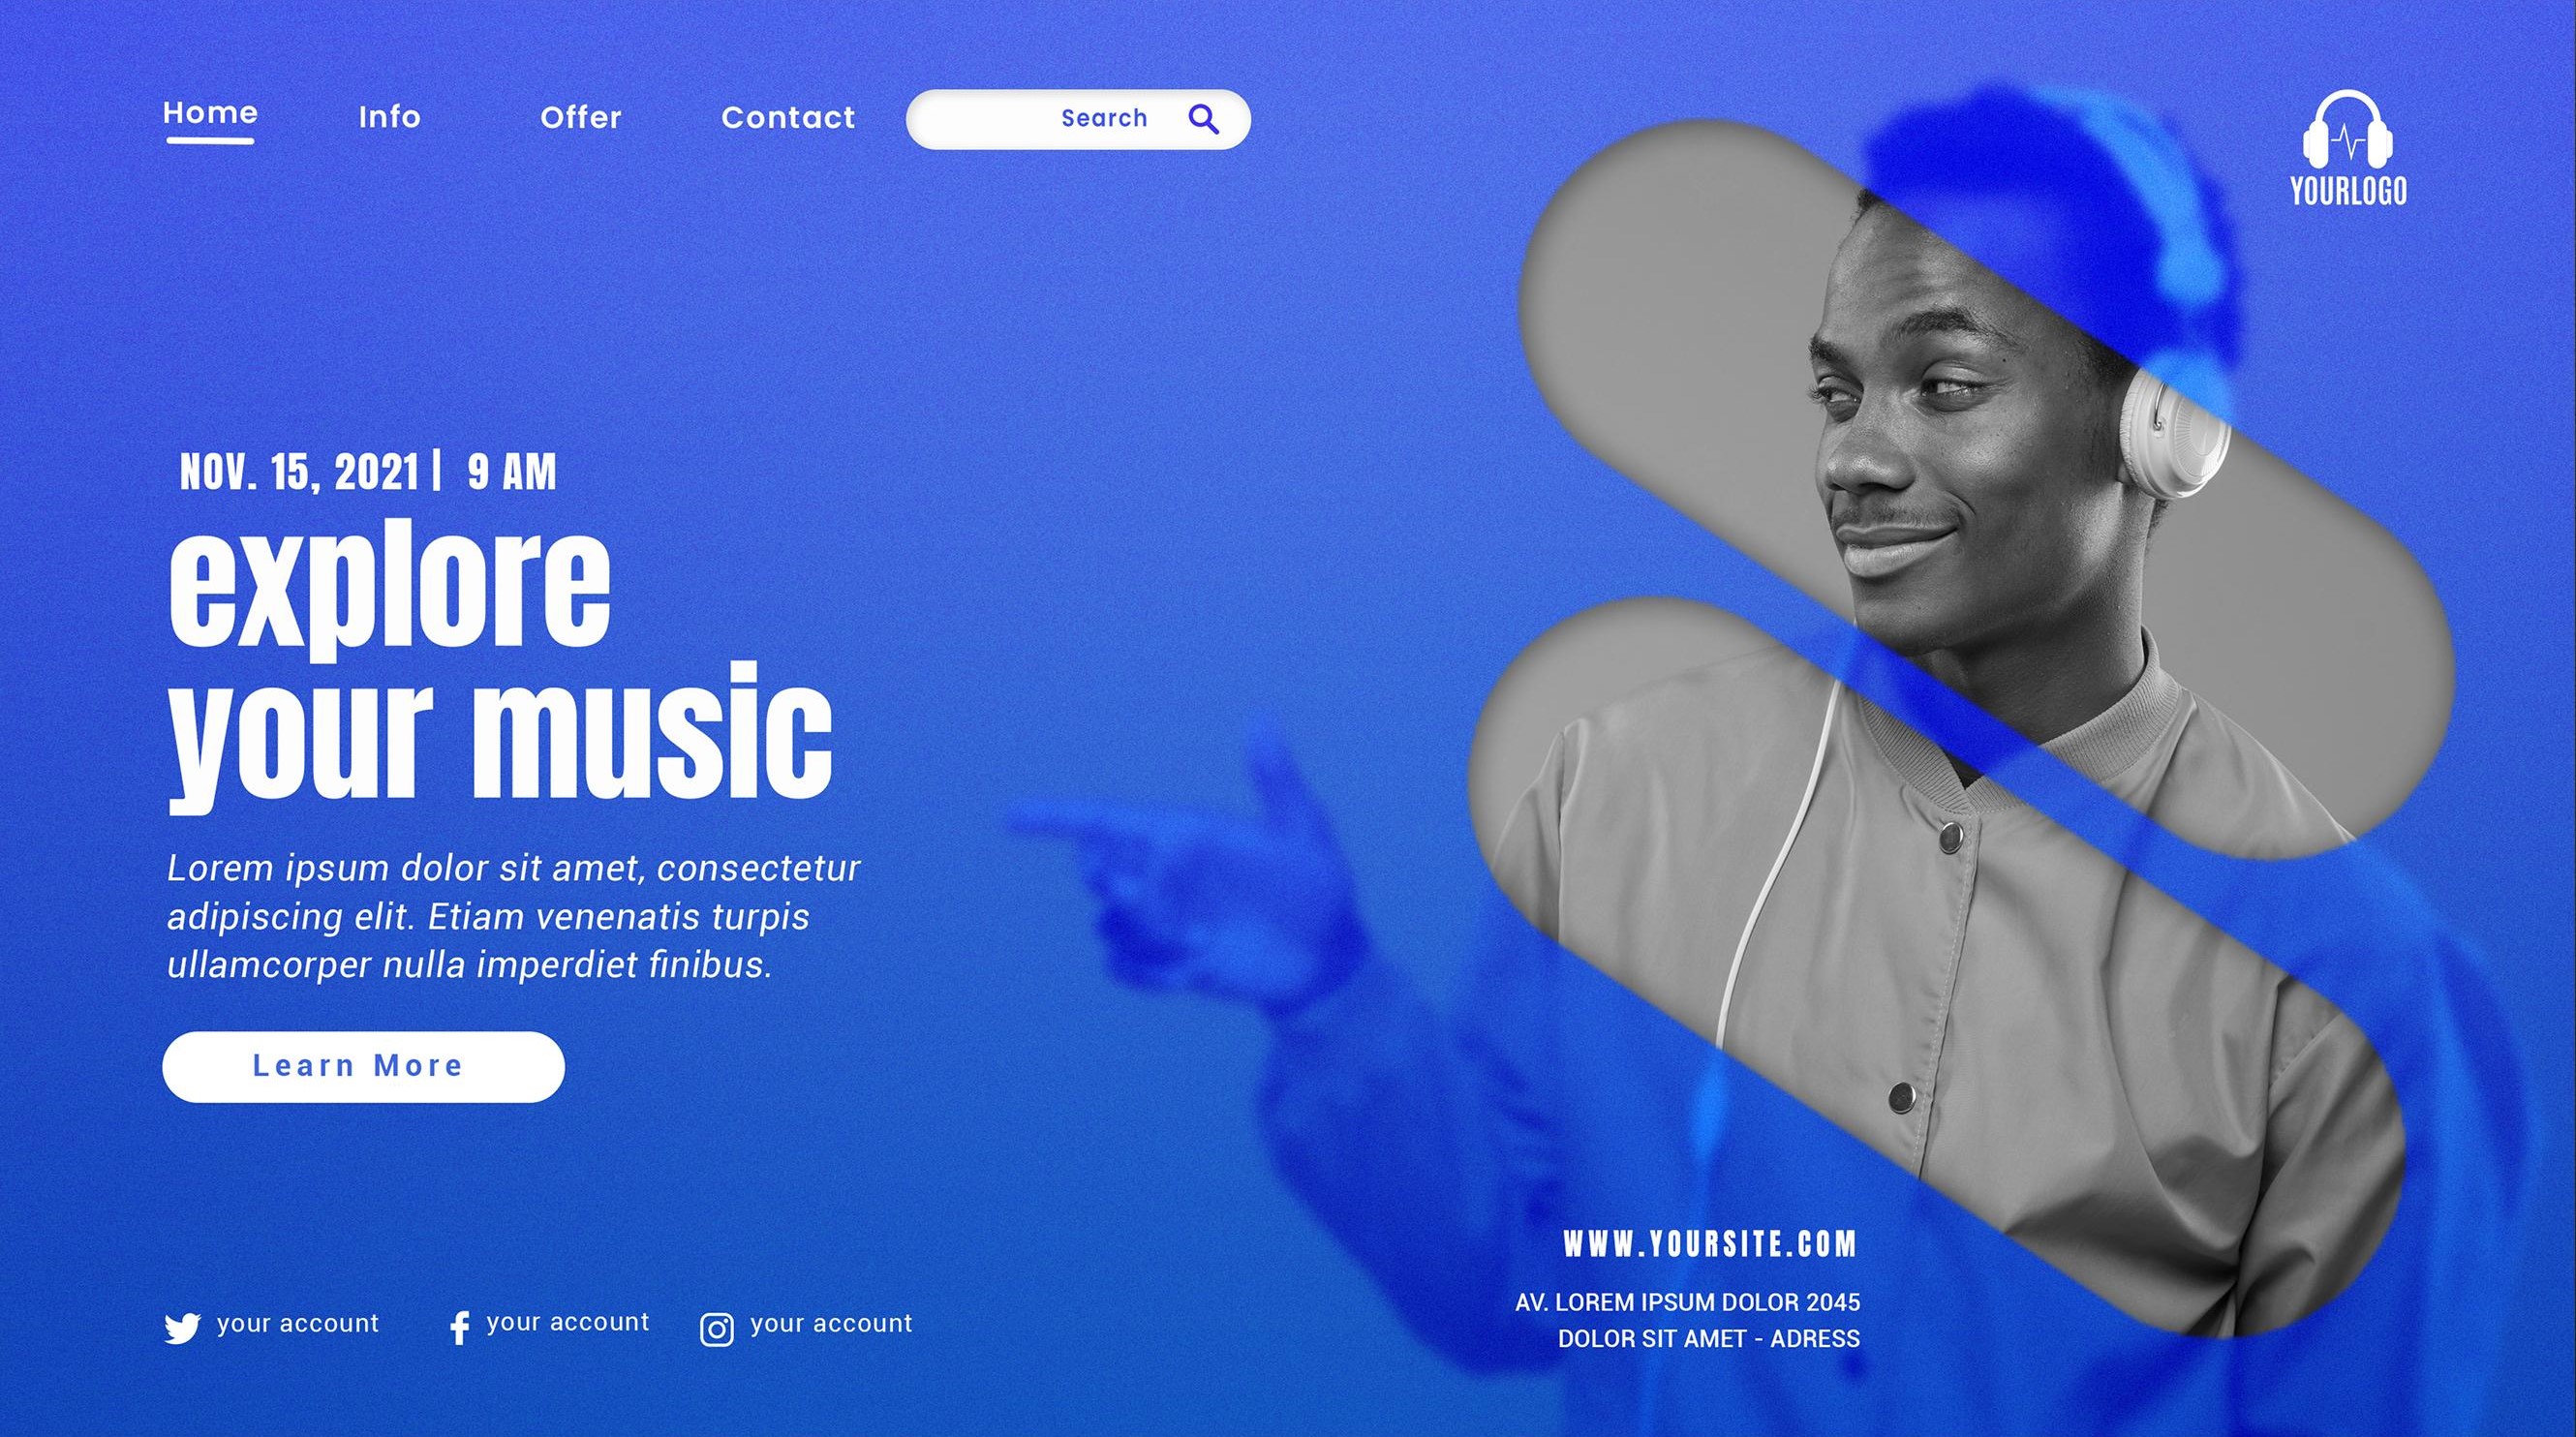 Home Info Offer Contact Search
YOURLOGO
NOV. 15, 2021 | 9 AM
explore
your music
Lorem ipsum dolor sit amet, consectetur
adipiscing elit. Etiam venenatis turpis
ullamcorper nulla imperdiet finibus.
Learn More
WWW.YOURSITE.COM
AV. LOREM IPSUM DOLOR 2045
DOLOR SIT AMET - ADRESS
your account your account your account